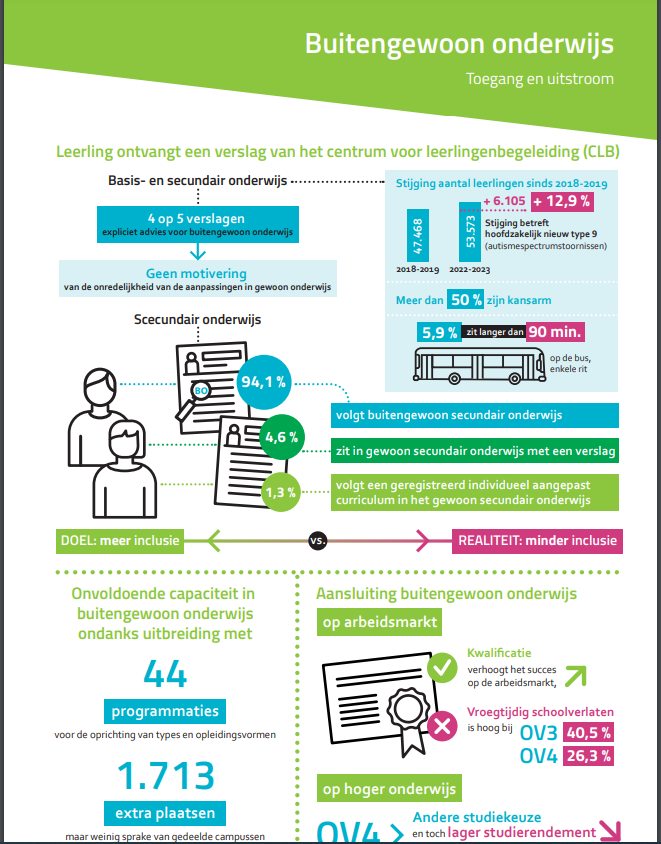 Buitengewoon onderwijs
Toegang en uitstroom
Leerling ontvangt een verslag van het centrum voor leerlingenbegeleiding (CLB)
Basis- en secundair onderwijs
4 op 5 verslagen
expliciet advies voor buitengewoon onderwijs
Geen motivering
van de onredelijkheid van de aanpassingen in gewoon onderwijs
Stijging aantal leerlingen sinds 2018-2019
+ 6.105 + 12,9 %
47.468
53.573
Stijging betreft
hoofdzakelijk nieuw type 9
(autismespectrumstoornissen)
2018-2019 2022-2023
Meer dan 50 % zijn kansarm
5,9 % zit langer dan 90 min.
op de bus,
enkele rit
Scecundair onderwijs
BO
94,1 %
volgt buitengewoon secundair onderwijs
4,6 %
zit in gewoon secundair onderwijs met een verslag
1,3 %
volgt een geregistreerd individueel aangepast
curriculum in het gewoon secundair onderwijs
DOEL: meer inclusie
vs.
REALITEIT: minder inclusie
Onvoldoende capaciteit in
buitengewoon onderwijs
ondanks uitbreiding met
44
programmaties
voor de oprichting van types en opleidingsvormen
1.713
extra plaatsen
maar weinig sprake van gedeelde campussen
Aansluiting buitengewoon onderwijs
op arbeidsmarkt
Kwalificatie
verhoogt het succes
op de arbeidsmarkt,
Vroegtijdig schoolverlaten
is hoog bij OV3 40,5 %
OV4 26,3 %
op hoger onderwijs
OV4
Andere studiekeuze
en toch lager studierendement